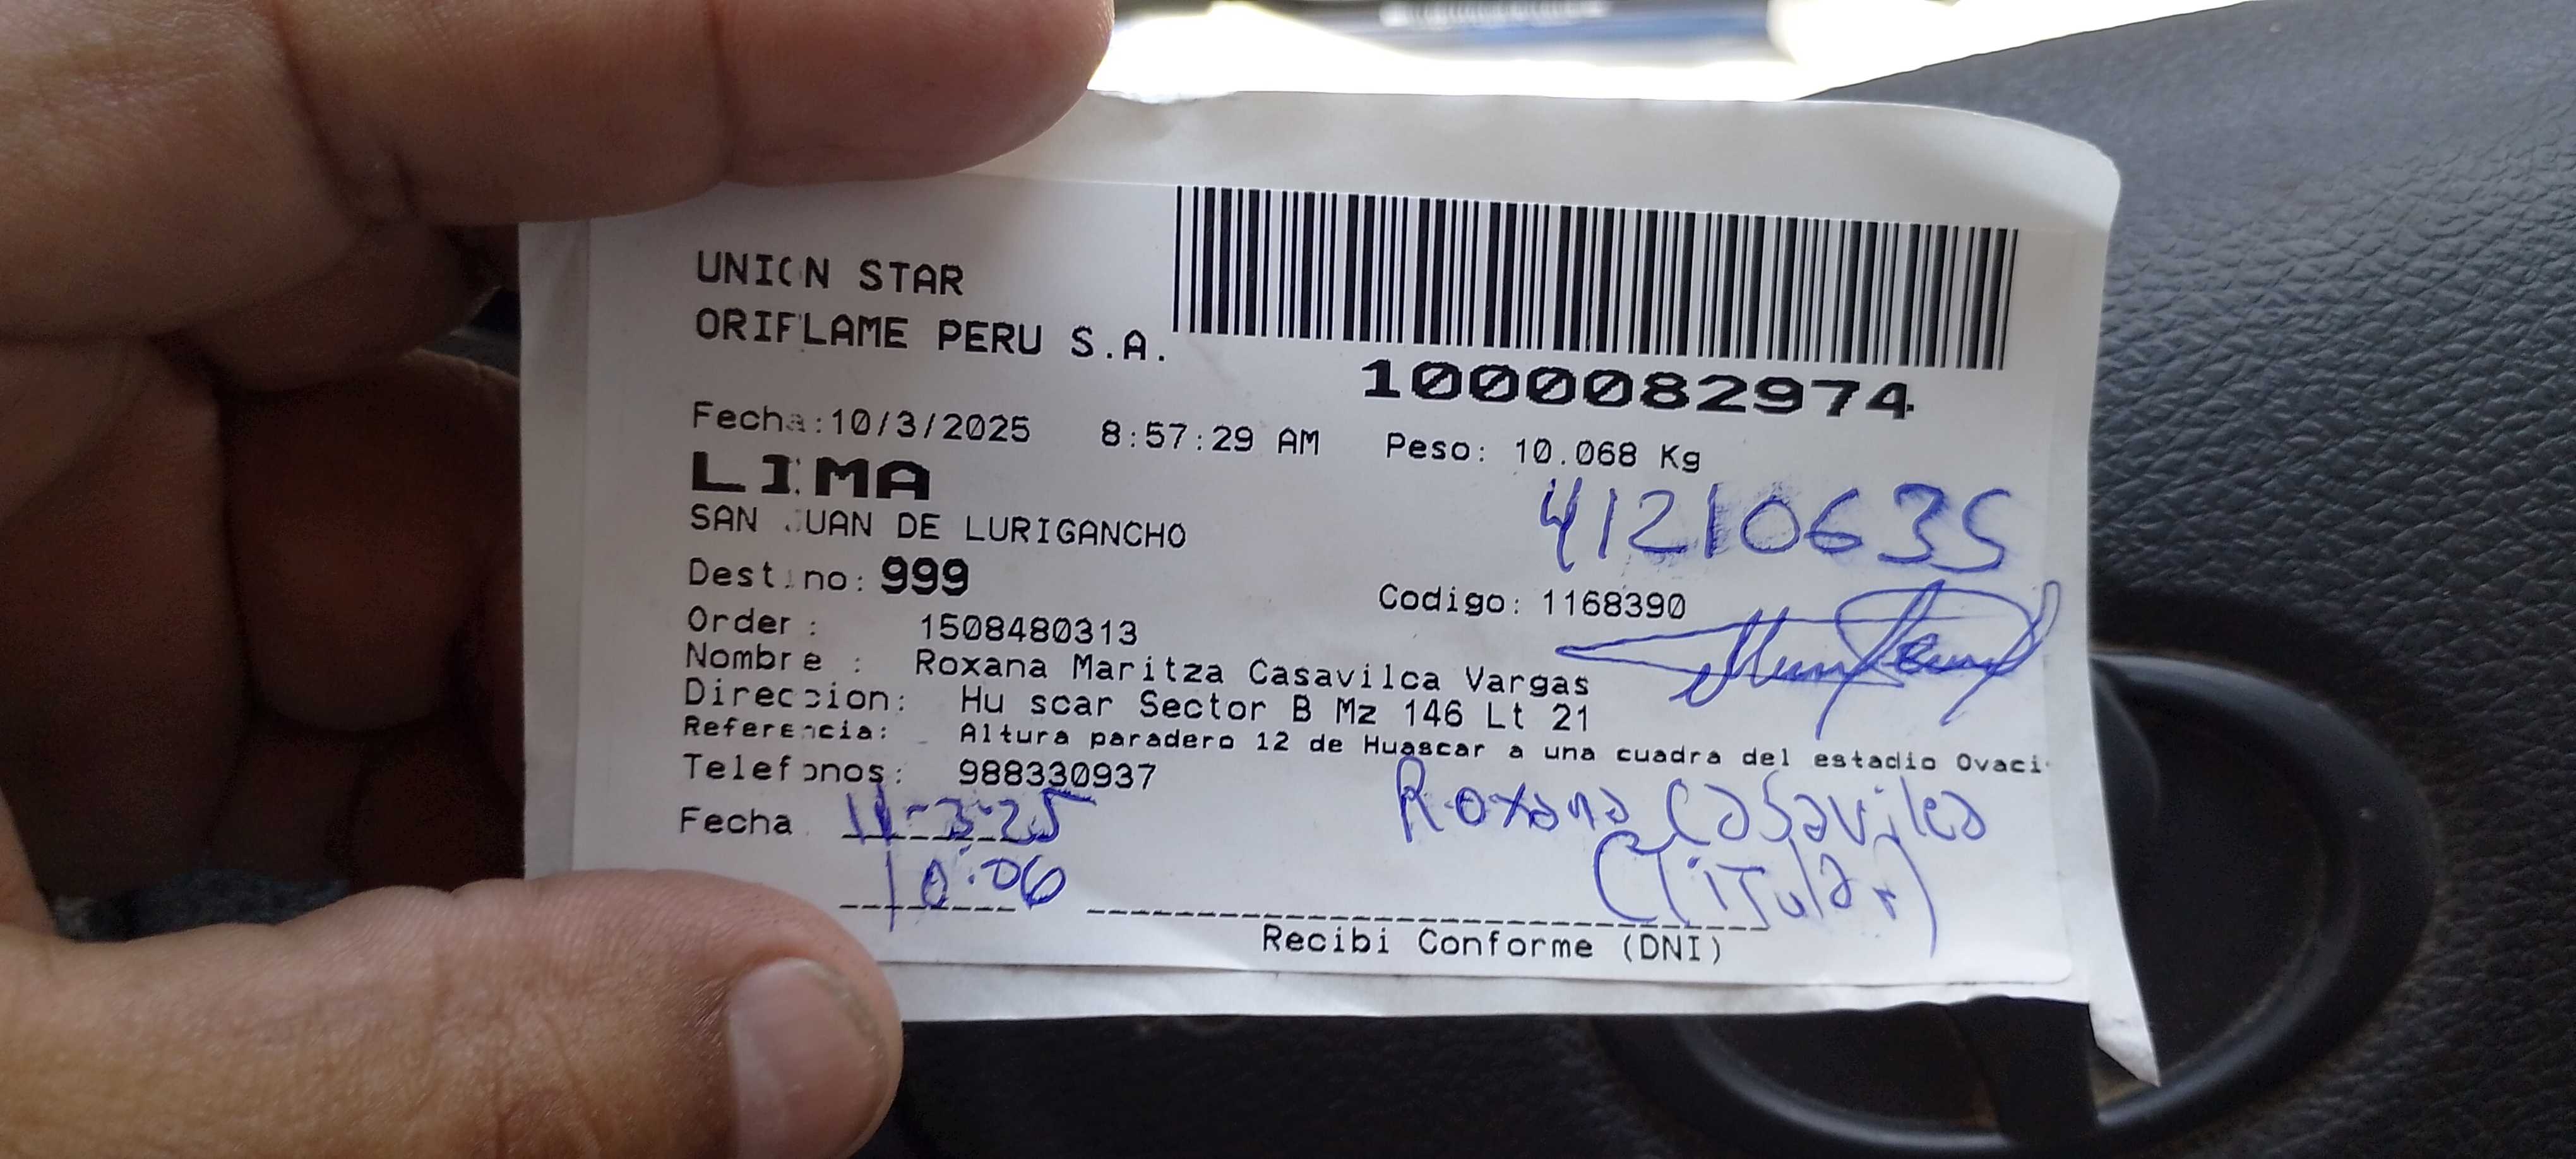 UNION STAR
ORIFLAME PERU S.A.
1000082974
Fecha:10/3/2025 8:57:29 AM Peso: 10.068 Kg
LIMA
41210635
SAN JUAN DE LURIGANCHO
Destino: 999
Codigo: 1168390
Order : 1508480313
Nombre : Roxana Maritza Casavilca Vargas
Direccion: Hu scar Sector B Mz 146 Lt 21
Referencia: Altura paradero 12 de Huascar a una cuadra del estadio Ovaci
Telefonos: 988330937
Roxana Casavilca
Fecha 11-3-25
(Titular)
10:06
Recibi Conforme (DNI)